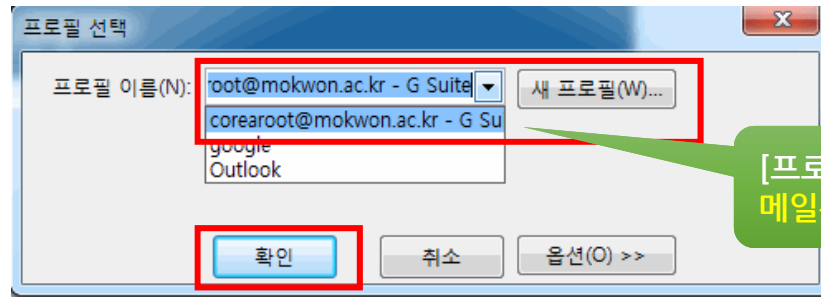 프로필 선택
프로필 이름(N): root@mokwon.ac.kr - G Suite 새 프로필(W)...
corearoot@mokwon.ac.kr - G Su
google
Outlook
[프로
메일
확인 취소 옵션(O) >>